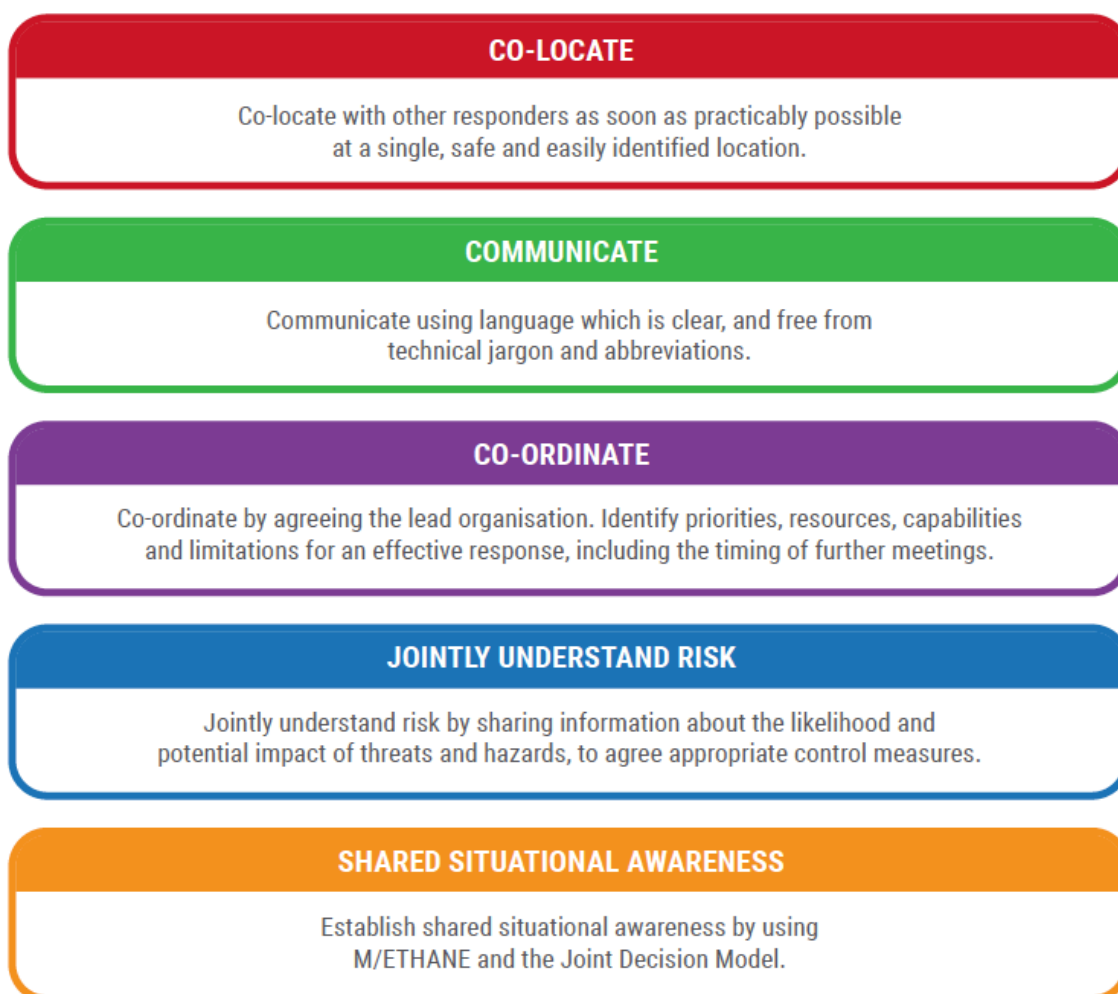 CO-LOCATE
Co-locate with other responders as soon as practicably possible
at a single, safe and easily identified location.
COMMUNICATE
Communicate using language which is clear, and free from
technical jargon and abbreviations.
CO-ORDINATE
Co-ordinate by agreeing the lead organisation. Identify priorities, resources, capabilities
and limitations for an effective response, including the timing of further meetings.
JOINTLY UNDERSTAND RISK
Jointly understand risk by sharing information about the likelihood and
potential impact of threats and hazards, to agree appropriate control measures.
SHARED SITUATIONAL AWARENESS
Establish shared situational awareness by using
M/ETHANE and the Joint Decision Model.